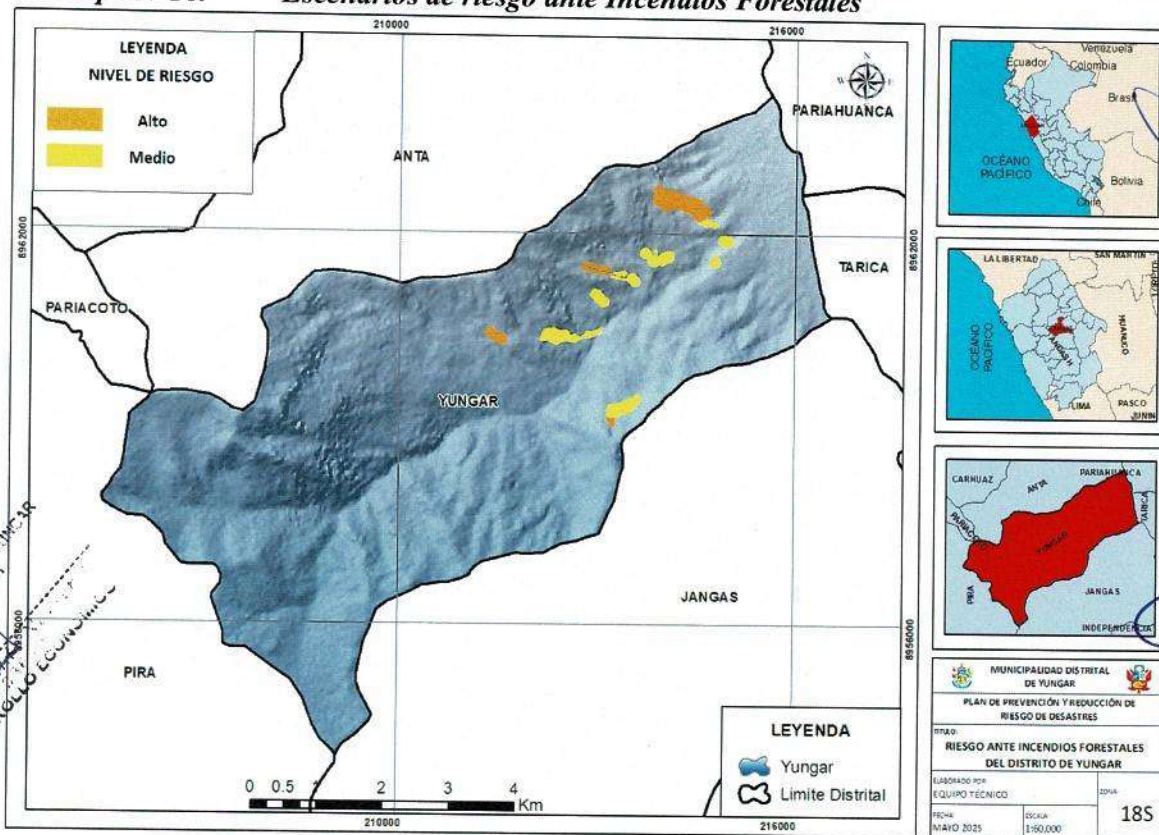 Escenarios de riesgo ante Incendios Forestales
210000
216000
LEYENDA
NIVEL DE RIESGO
Alto
Medio
N
ANTA
PARIAHUANCA
8962000
8962000
TARICA
PARIACOTO
YUNGAR
JANGAS
PIRA
8956000
8956000
0 0.5 1 2 3 4
Km
LEYENDA
Yungar
Limite Distrital
210000
216000
Venezuela
Ecuador
Colombia
Brasil
OCÉANO
PACÍFICO
Bolivia
Chile
LA LIBERTAD
SAN MARTIN
HUANUCO
OCÉANO
PACÍFICO
LIMA
PASCO
JUNIN
CARHUAZ
ANTA
PARIAHUANCA
TARICA
PARIACOTO
YUNGAR
PIRA
JANGAS
INDEPENDENCIA
MUNICIPALIDAD DISTRITAL
DE YUNGAR
PLAN DE PREVENCIÓN Y REDUCCIÓN DE
RIESGO DE DESASTRES
TITULO:
RIESGO ANTE INCENDIOS FORESTALES
DEL DISTRITO DE YUNGAR
ELABORADO POR:
EQUIPO TÉCNICO
ZONA:
18S
FECHA:
MAYO 2025
ESCALA:
1:60,000